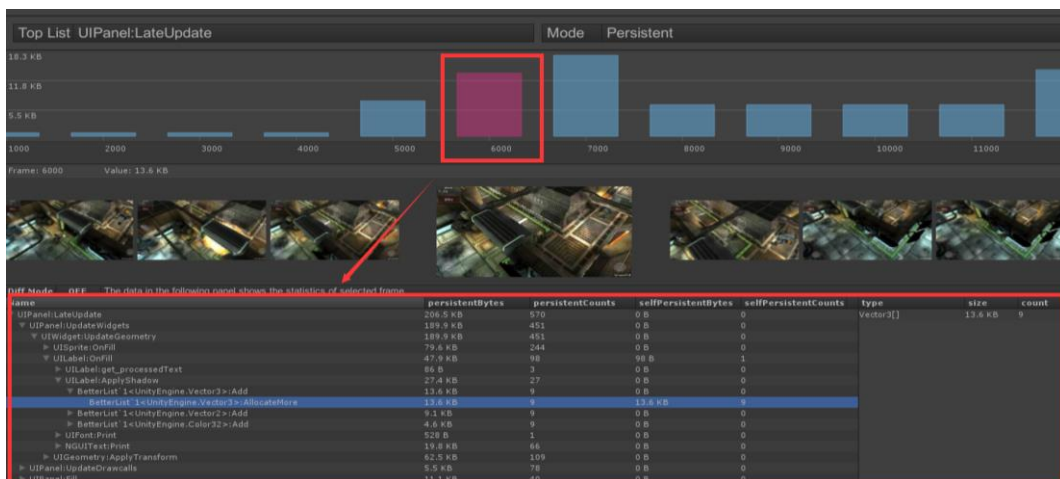 Top List UIPanel:LateUpdate Mode Persistent
18.3 KB
11.8 KB
5.5 KB
1000 2000 3000 4000 5000 6000 7000 8000 9000 10000 11000
Frame: 6000 Value: 13.6 KB
Diff Mode OFF The data in the following panel shows the statistics of selected frame
Name persistentBytes persistentCounts selfPersistentBytes selfPersistentCounts type size count
UIPanel:LateUpdate 206.5 KB 570 0 B 0 Vector3[] 13.6 KB 9
UIPanel:UpdateWidgets 189.9 KB 451 0 B 0
UIWidget:UpdateGeometry 189.9 KB 451 0 B 0
UISprite:OnFill 79.6 KB 244 0 B 0
UILabel:OnFill 47.9 KB 98 98 B 1
UILabel:get_processedText 86 B 3 0 B 0
UILabel:ApplyShadow 27.4 KB 27 0 B 0
BetterList`1<UnityEngine.Vector3>:Add 13.6 KB 9 0 B 0
BetterList`1<UnityEngine.Vector3>:AllocateMore 13.6 KB 9 13.6 KB 9
BetterList`1<UnityEngine.Vector2>:Add 9.1 KB 9 0 B 0
BetterList`1<UnityEngine.Color32>:Add 4.6 KB 9 0 B 0
UIFont:Print 528 B 1 0 B 0
NGUIText:Print 19.8 KB 66 0 B 0
UIGeometry:ApplyTransform 62.5 KB 109 0 B 0
UIPanel:UpdateDrawcalls 5.5 KB 78 0 B 0
UIPanel:Fill 11.1 KB 40 0 B 0